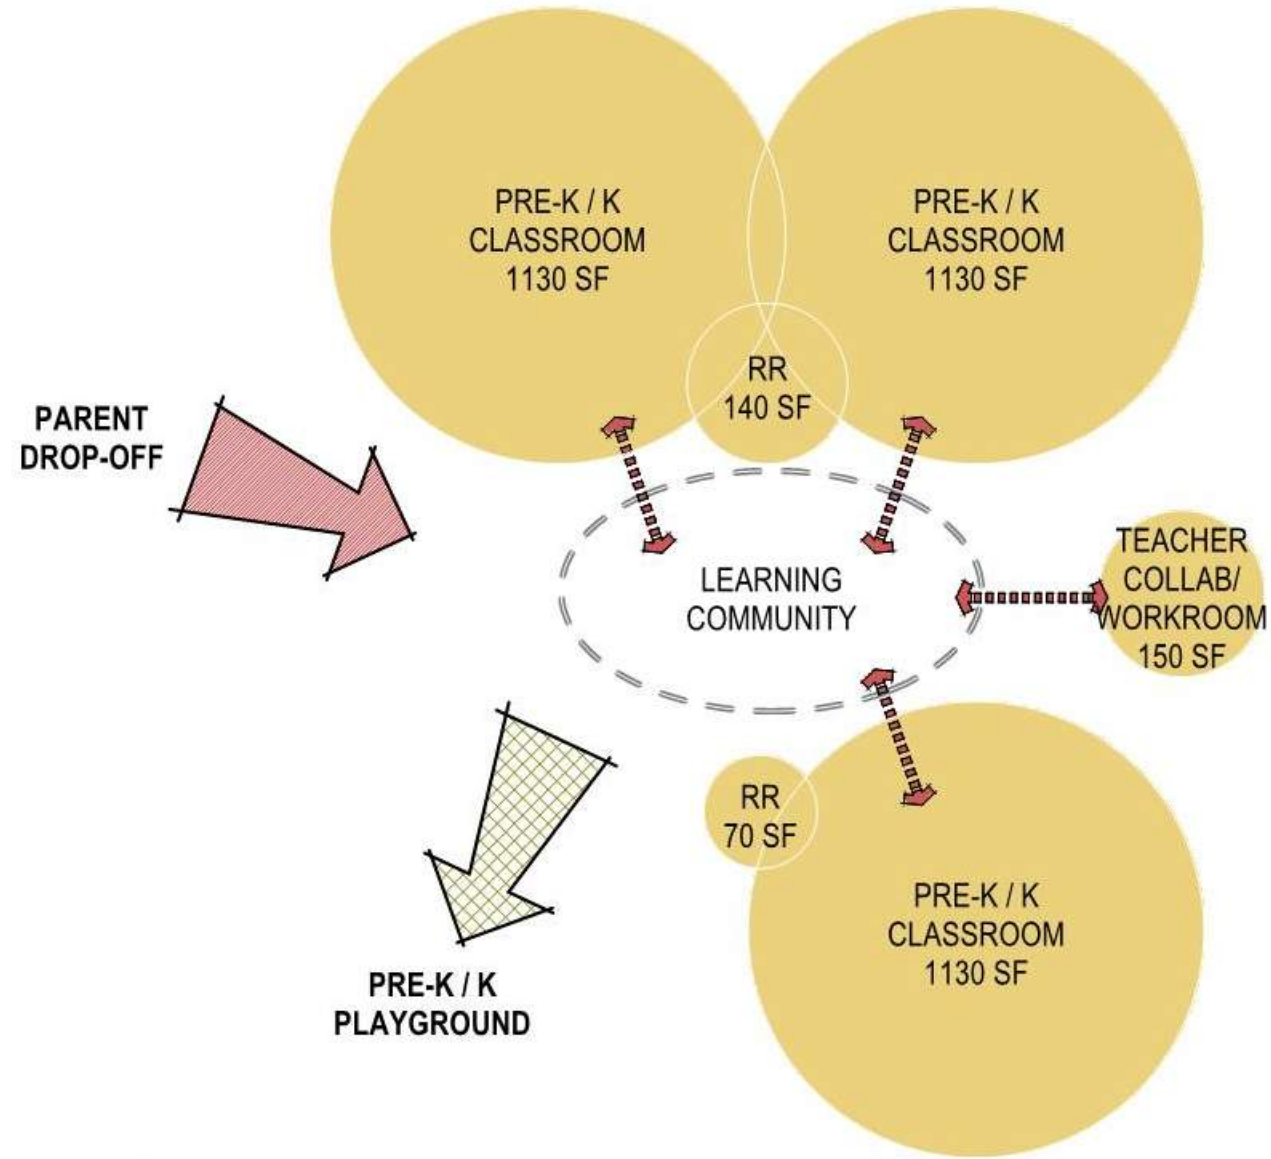 PRE-K / K
CLASSROOM
1130 SF
PRE-K / K
CLASSROOM
1130 SF
RR
140 SF
PARENT
DROP-OFF
LEARNING
COMMUNITY
TEACHER
COLLAB/
WORKROOM
150 SF
RR
70 SF
PRE-K / K
CLASSROOM
1130 SF
PRE-K / K
PLAYGROUND